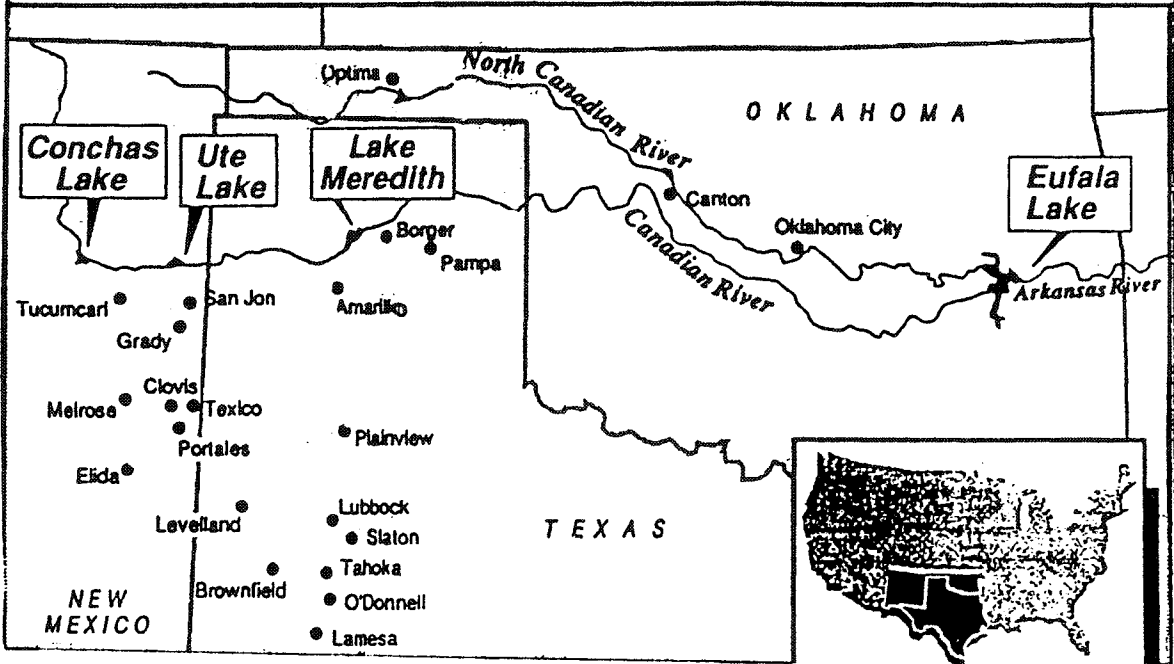 Optima
North Canadian River
OKLAHOMA
Conchas
Lake
Ute
Lake
Lake
Meredith
Eufala
Lake
Canton
Oklahoma City
Borger
Pampa
Canadian River
Arkansas River
Tucumcari
San Jon
Amarillo
Grady
Clovis
Melrose
Texico
Portales
Plainview
Elida
Levelland
Lubbock
Slaton
TEXAS
Brownfield
Tahoka
O'Donnell
NEW
MEXICO
Lamesa